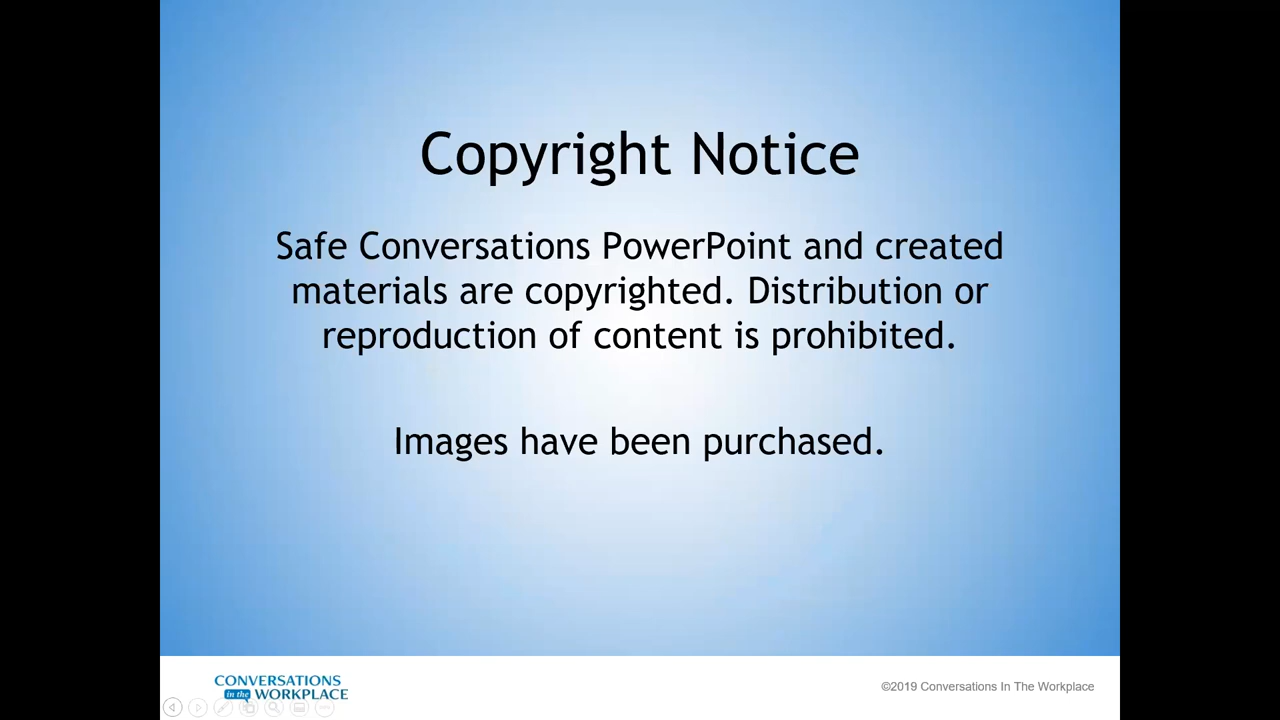 Copyright Notice
Safe Conversations PowerPoint and created
materials are copyrighted. Distribution or
reproduction of content is prohibited.
Images have been purchased.
CONVERSATIONS
in the WORKPLACE
©2019 Conversations In The Workplace